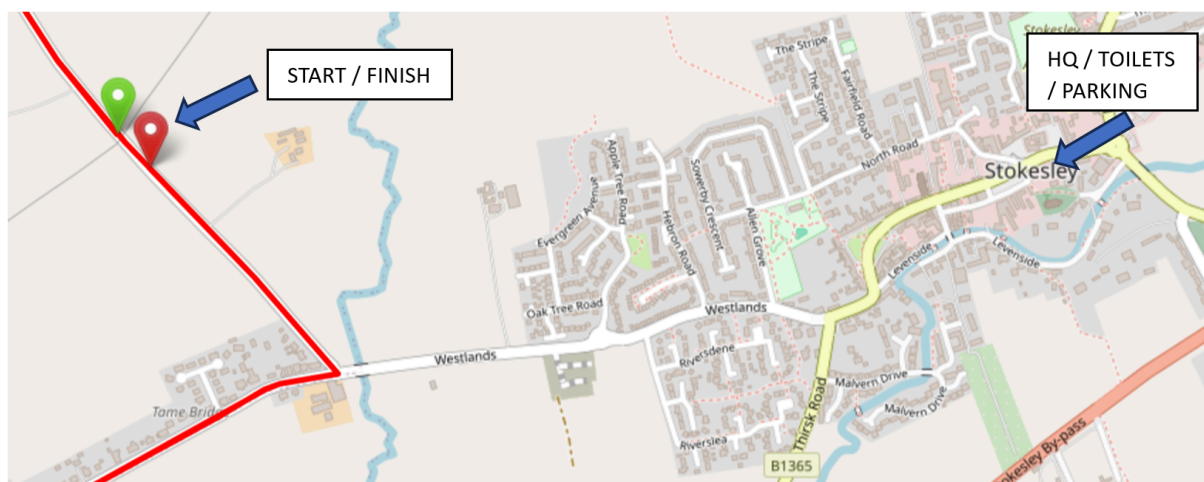 START / FINISH
HQ / TOILETS
/ PARKING
Stokesley
The Stripe
The Stripe
Fairfield Road
North Road
Stokesley
Apple Tree Road
Sowerby Crescent
Hebron Road
Allen Grove
Evergreen Avenue
Levenside
Levenside
Oak Tree Road
Westlands
Westlands
Riversdene
Malvern Drive
Malvern Drive
Tame Bridge
Riverslea
Thirsk Road
B1365
Stokesley By-pass